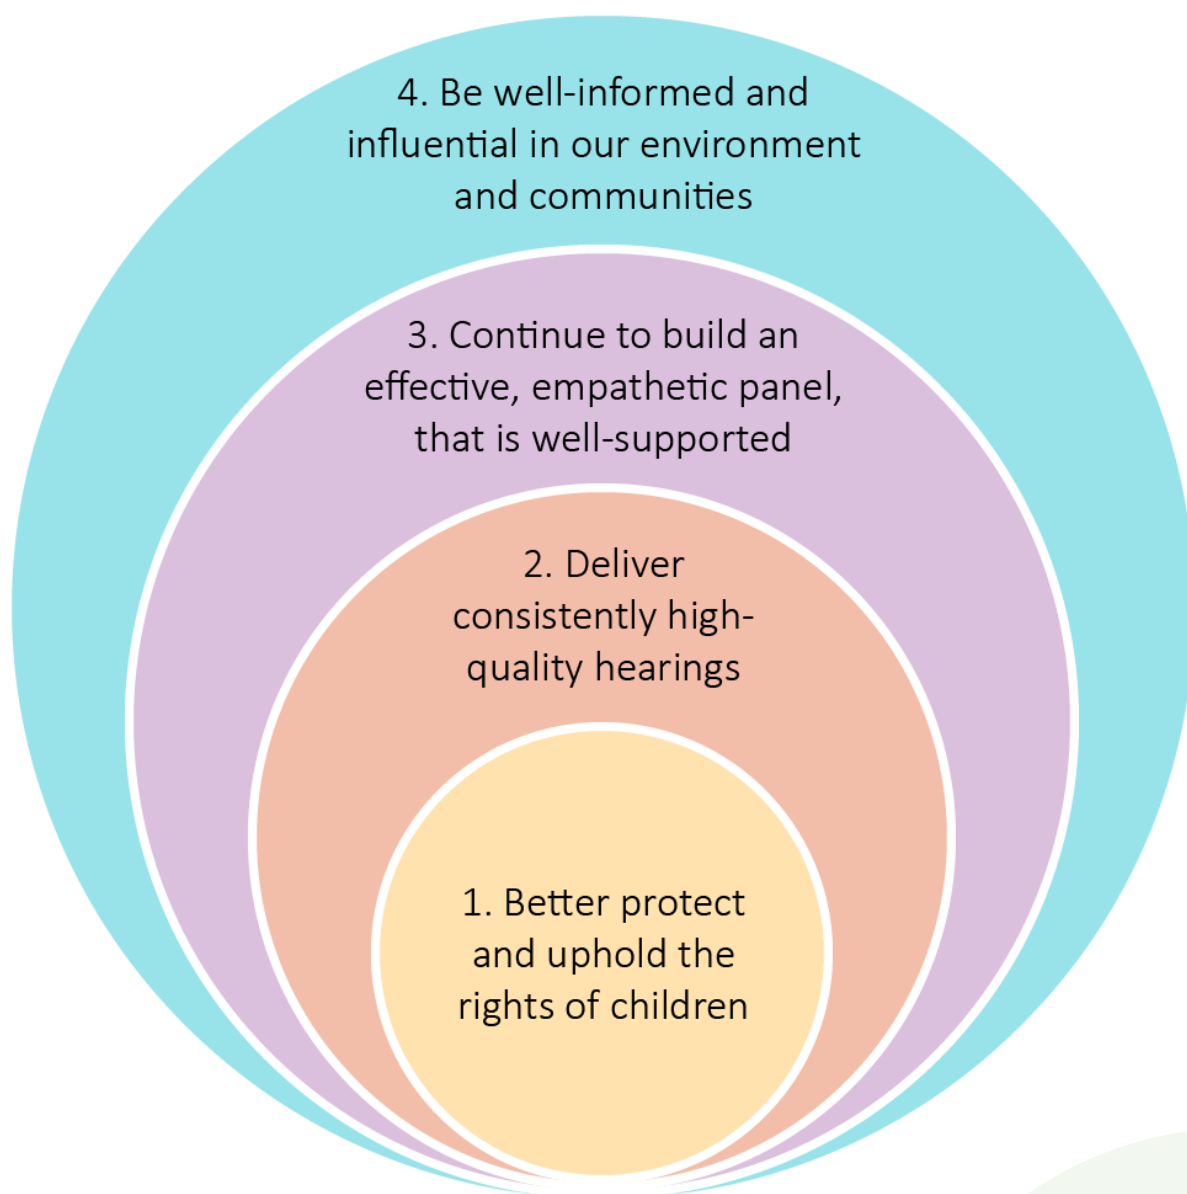 4. Be well-informed and
influential in our environment
and communities
3. Continue to build an
effective, empathetic panel,
that is well-supported
2. Deliver
consistently high-
quality hearings
1. Better protect
and uphold the
rights of children